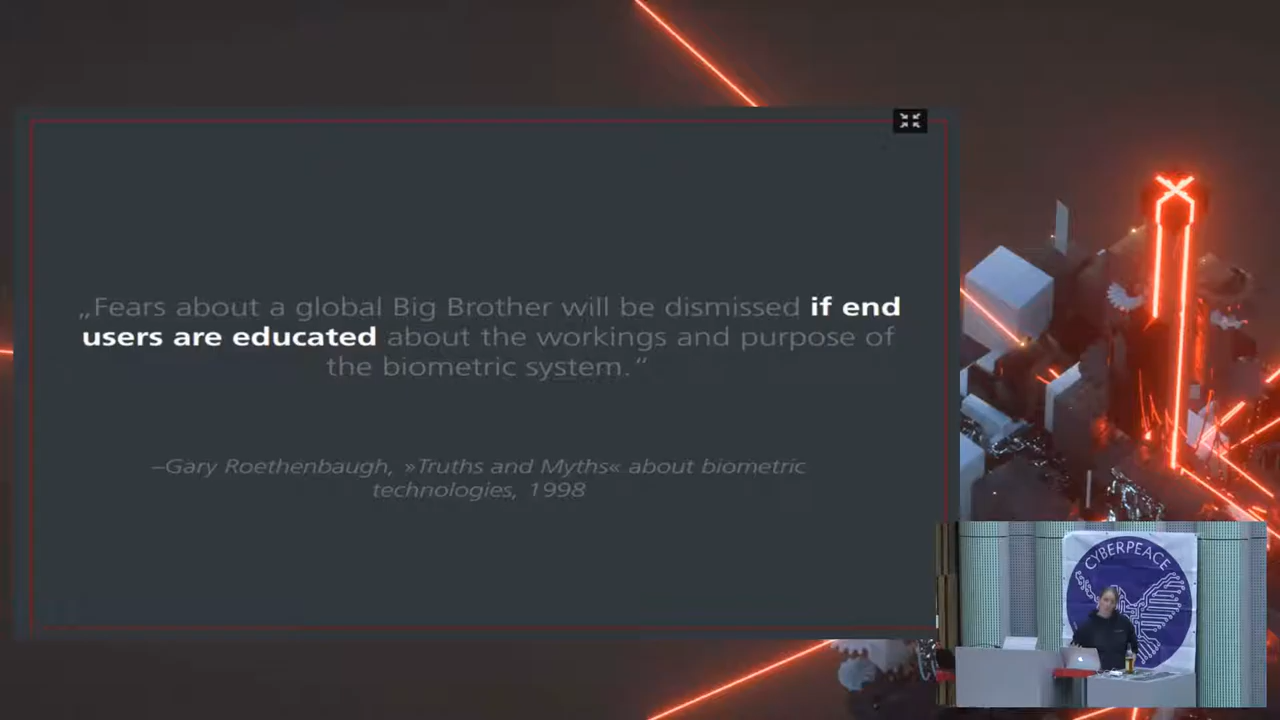 „Fears about a global Big Brother will be dismissed if end
users are educated about the workings and purpose of
the biometric system.“
–Gary Roethenbaugh, »Truths and Myths« about biometric
technologies, 1998
CYBERPEACE